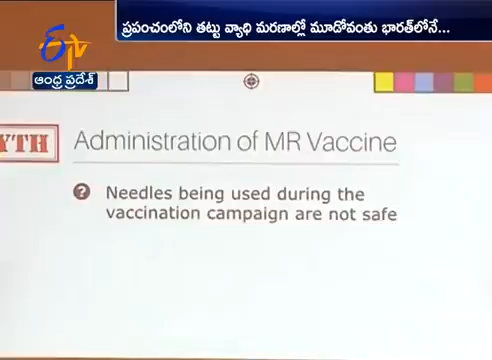 ప్రపంచంలోని తట్టు వ్యాధి మరణాల్లో మూడోవంతు భారత్‌లోనే...
ETV
ఆంధ్ర ప్రదేశ్
YTH
Administration of MR Vaccine
? Needles being used during the
vaccination campaign are not safe